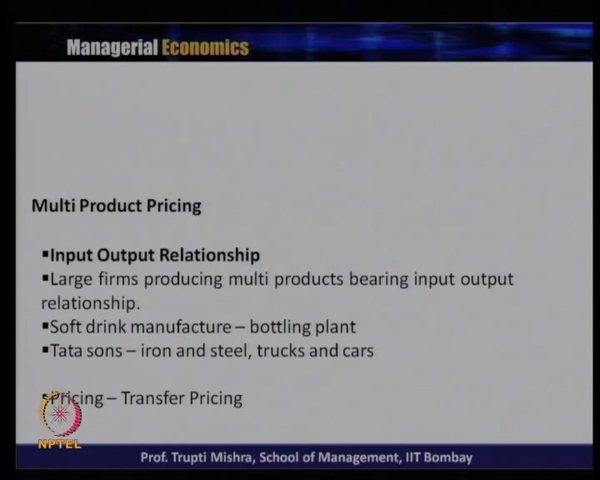 Managerial Economics
Multi Product Pricing
▪Input Output Relationship
▪Large firms producing multi products bearing input output
relationship.
▪Soft drink manufacture – bottling plant
▪Tata sons – iron and steel, trucks and cars
▪Pricing – Transfer Pricing
NPTEL
Prof. Trupti Mishra, School of Management, IIT Bombay